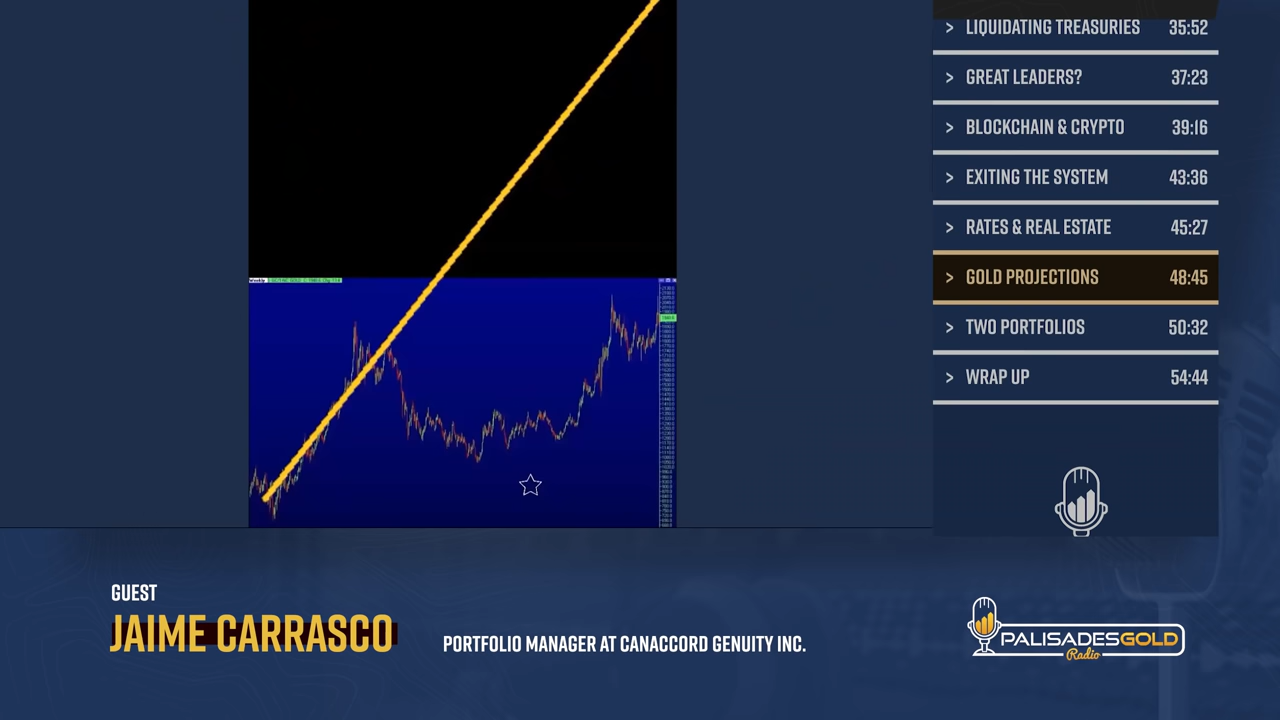 LIQUIDATING TREASURIES 35:52
> GREAT LEADERS? 37:23
> BLOCKCHAIN & CRYPTO 39:16
> EXITING THE SYSTEM 43:36
> RATES & REAL ESTATE 45:27
> GOLD PROJECTIONS 48:45
> TWO PORTFOLIOS 50:32
> WRAP UP 54:44
Weekly
GUEST
JAIME CARRASCO
PORTFOLIO MANAGER AT CANACCORD GENUITY INC.
PALISADESGOLD
Radio